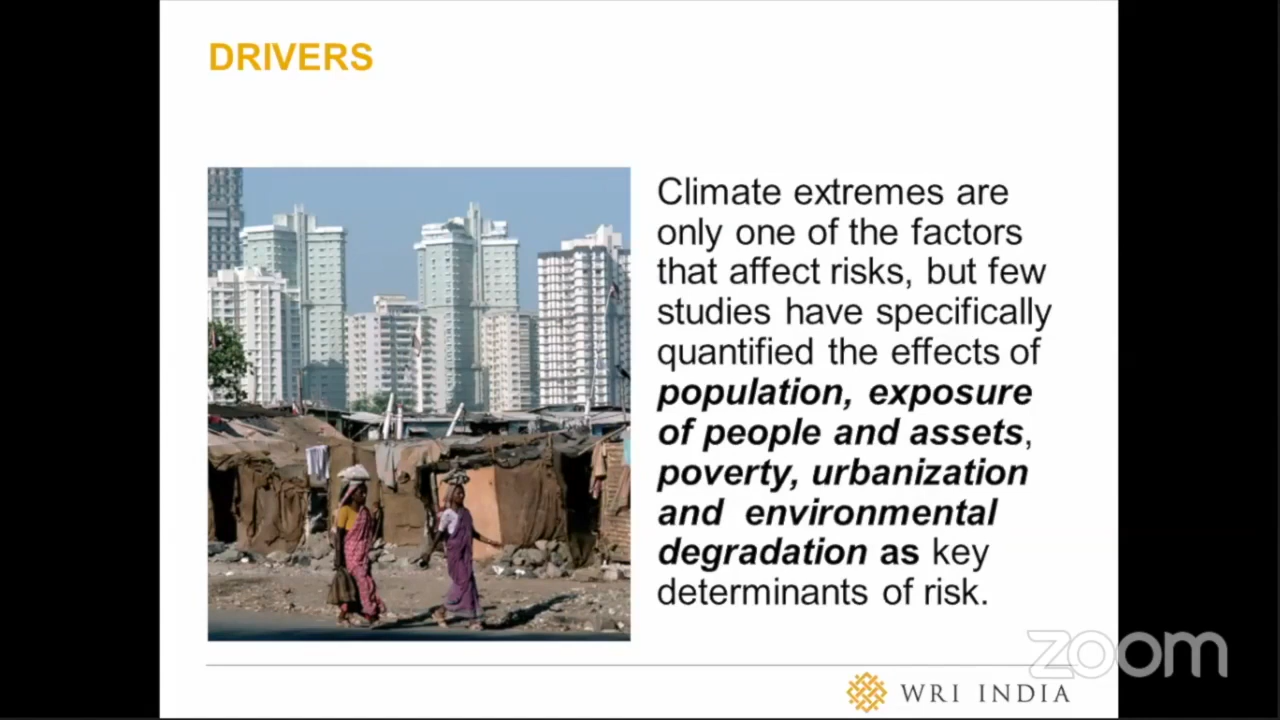 DRIVERS
Climate extremes are
only one of the factors
that affect risks, but few
studies have specifically
quantified the effects of
population, exposure
of people and assets,
poverty, urbanization
and environmental
degradation as key
determinants of risk.
zoom
WRI INDIA